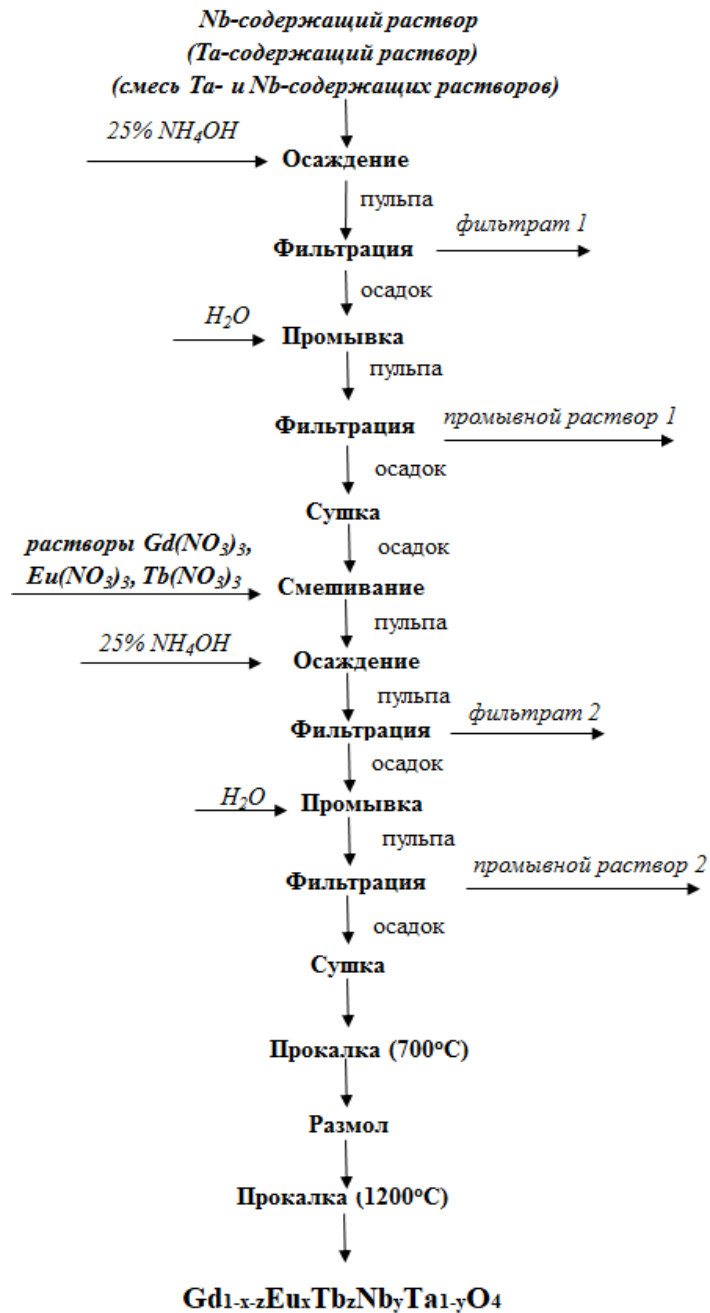 Nb-содержащий раствор
(Ta-содержащий раствор)
(смесь Ta- и Nb-содержащих растворов)
25% NH₄OH
Осаждение
пульпа
Фильтрация
фильтрат 1
осадок
H₂O
Промывка
пульпа
Фильтрация
промывной раствор 1
осадок
Сушка
осадок
растворы Gd(NO₃)₃,
Eu(NO₃)₃, Tb(NO₃)₃
Смешивание
пульпа
25% NH₄OH
Осаждение
пульпа
Фильтрация
фильтрат 2
осадок
H₂O
Промывка
пульпа
Фильтрация
промывной раствор 2
осадок
Сушка
Прокалка (700°C)
Размол
Прокалка (1200°C)
Gd₁₋ₓ₋zEuₓTbzNbyTa₁₋yO₄